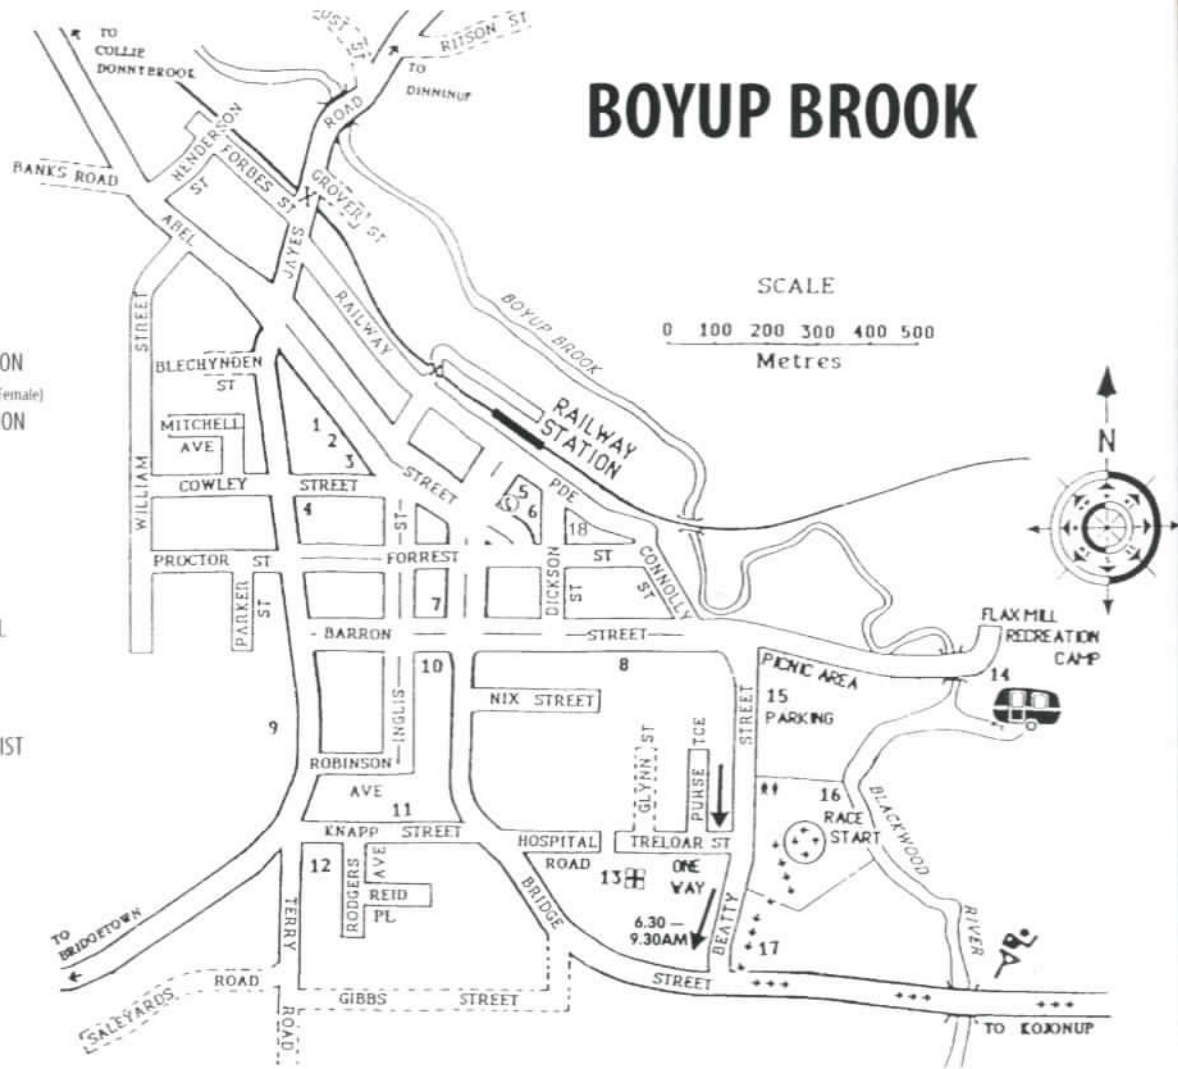 TO
COLLIE
DONNYBROOK
RITSON ST
TO
DINNINUP
BOYUP BROOK
ROAD
HENDERSON
ST
FORBES ST
GROVER ST
BANKS ROAD
ABEL
JAYES
RAILWAY
BOYUP BROOK
SCALE
0 100 200 300 400 500
Metres
STREET
BLECHYNDEN
ST
ON
Female)
ON
RAILWAY
STATION
N
MITCHELL
AVE
1
2
3
COWLEY STREET
STREET
PDE
5
6
4
18
WILLIAM
ST
PROCTOR ST
FORREST
ST
CONNOLLY
ST
DICKSON
ST
PARKER
ST
7
FLAX MILL
RECREATION
CAMP
BARRON
STREET
L
8
10
PICNIC AREA
14
15
PARKING
NIX STREET
STREET
INGLIS
9
IST
ROBINSON
AVE
GLYNN ST
PURSE TCE
16
RACE
START
11
KNAPP STREET
HOSPITAL
ROAD
TRELOAR ST
BLACKWOOD
RIVER
12
RODGERS
AVE
REID
PL
13
ONE
WAY
BRIDGE
6.30 —
9.30AM
BEATTY
17
TO
BRIDGETOWN
TERRY
ROAD
STREET
SALEYARDS
ROAD
GIBBS STREET
TO KOJONUP